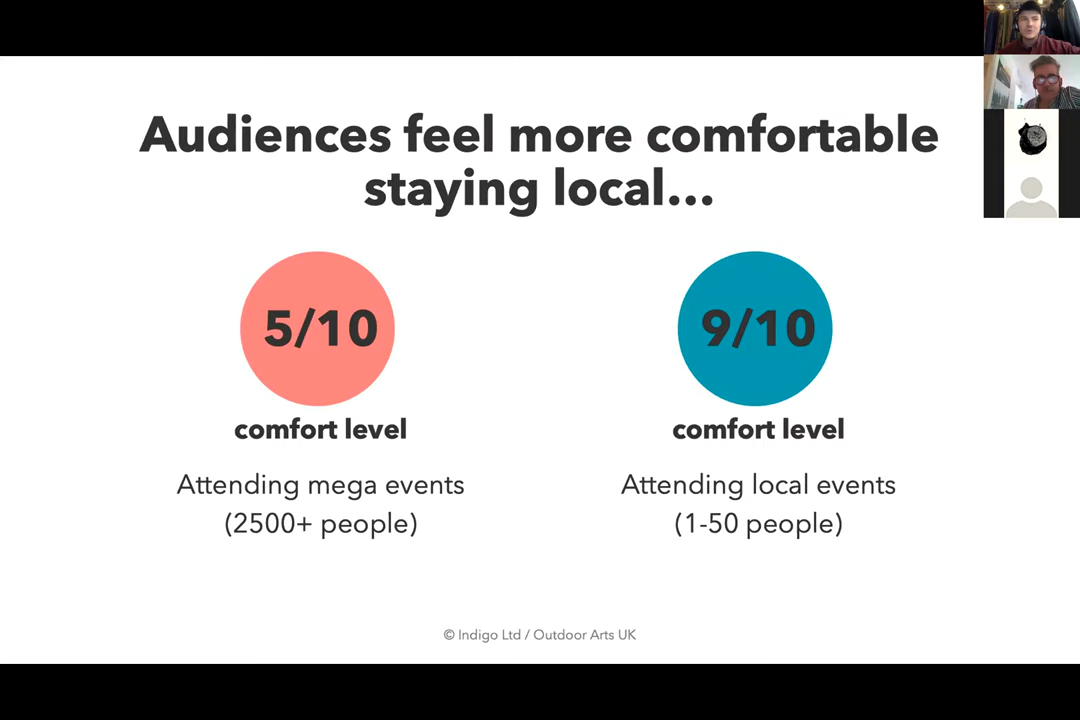 Audiences feel more comfortable
staying local...
5/10
comfort level
Attending mega events
(2500+ people)
9/10
comfort level
Attending local events
(1-50 people)
© Indigo Ltd / Outdoor Arts UK